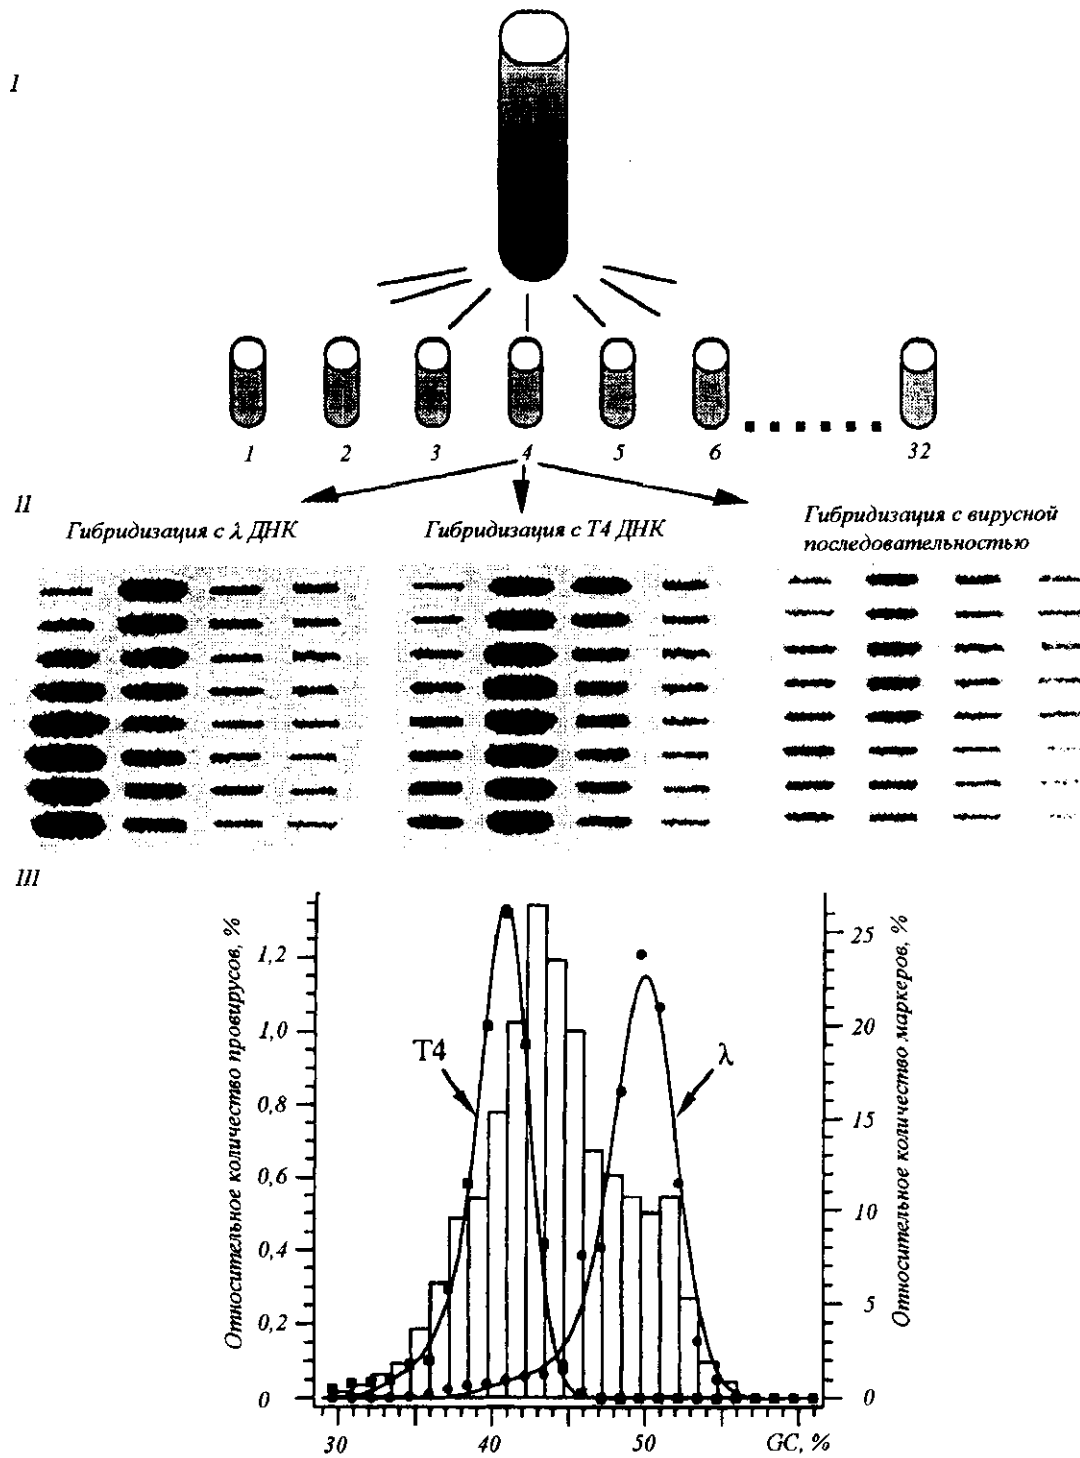 I
1 2 3 4 5 6 32
II
Гибридизация с λ ДНК
Гибридизация с Т4 ДНК
Гибридизация с вирусной
последовательностью
III
Относительное количество провирусов, %
1,2
1,0
0,8
0,6
0,4
0,2
0
T4
λ
25
20
15
10
5
0
Относительное количество маркеров, %
30 40 50 GC, %